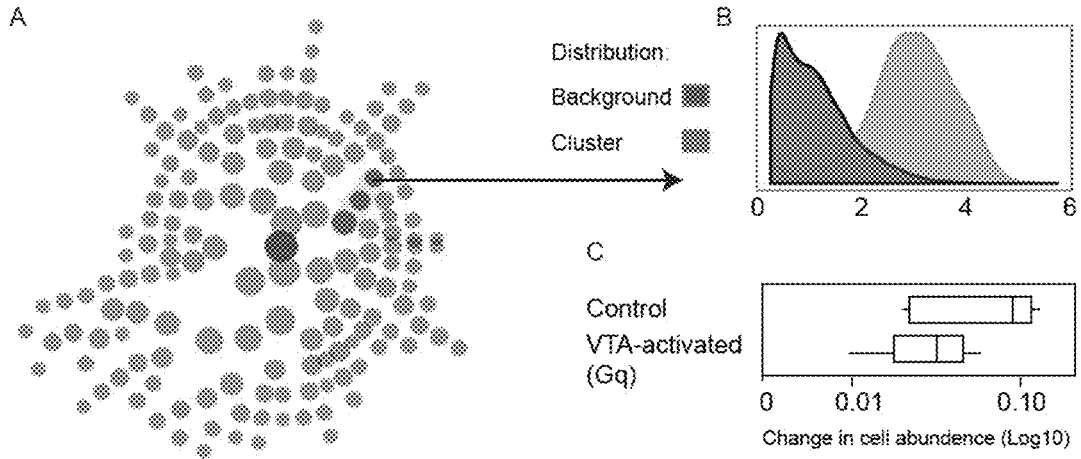 A
B
Distribution:
Background
Cluster
0 2 4 6
C
Control
VTA-activated
(Gq)
0 0.01 0.10
Change in cell abundance (Log10)